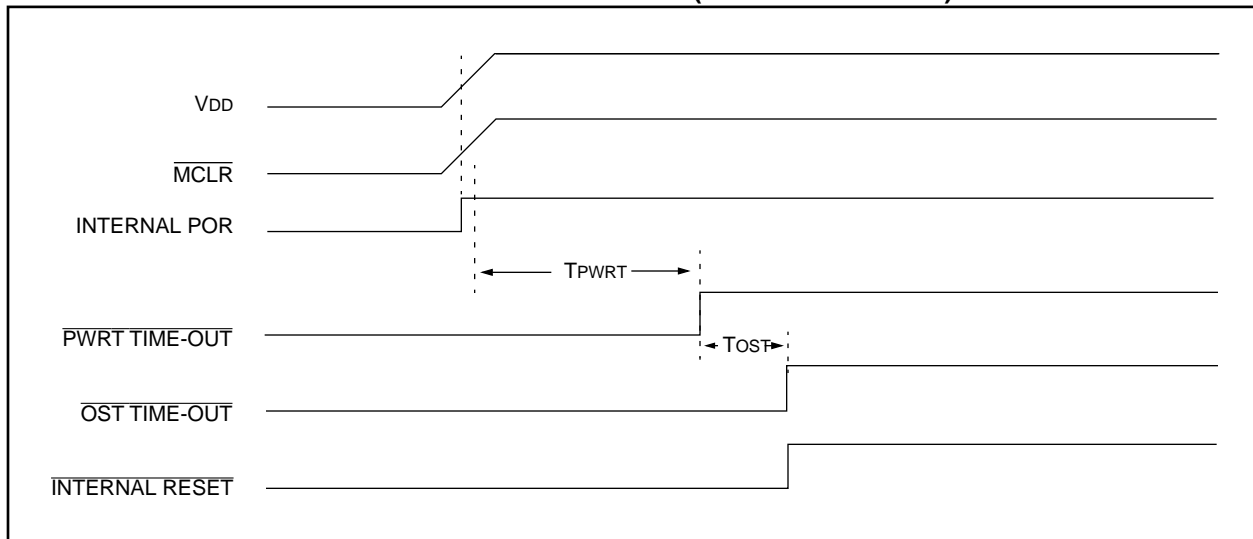 VDD
MCLR
INTERNAL POR
TPWRT
PWRT TIME-OUT
TOST
OST TIME-OUT
INTERNAL RESET